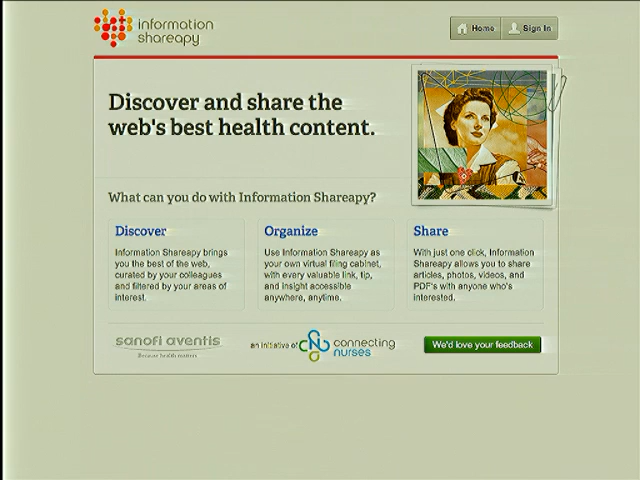 information
shareapy
Home
Sign In
Discover and share the
web's best health content.
What can you do with Information Shareapy?
Discover
Information Shareapy brings
you the best of the web,
curated by your colleagues
and filtered by your areas of
interest.
Organize
Use Information Shareapy as
your own virtual filing cabinet,
with every valuable link, tip,
and insight accessible
anywhere, anytime.
Share
With just one click, Information
Shareapy allows you to share
articles, photos, videos, and
PDF's with anyone who's
interested.
sanofi aventis
Because health matters
an initiative of
CN
connecting
nurses
We'd love your feedback